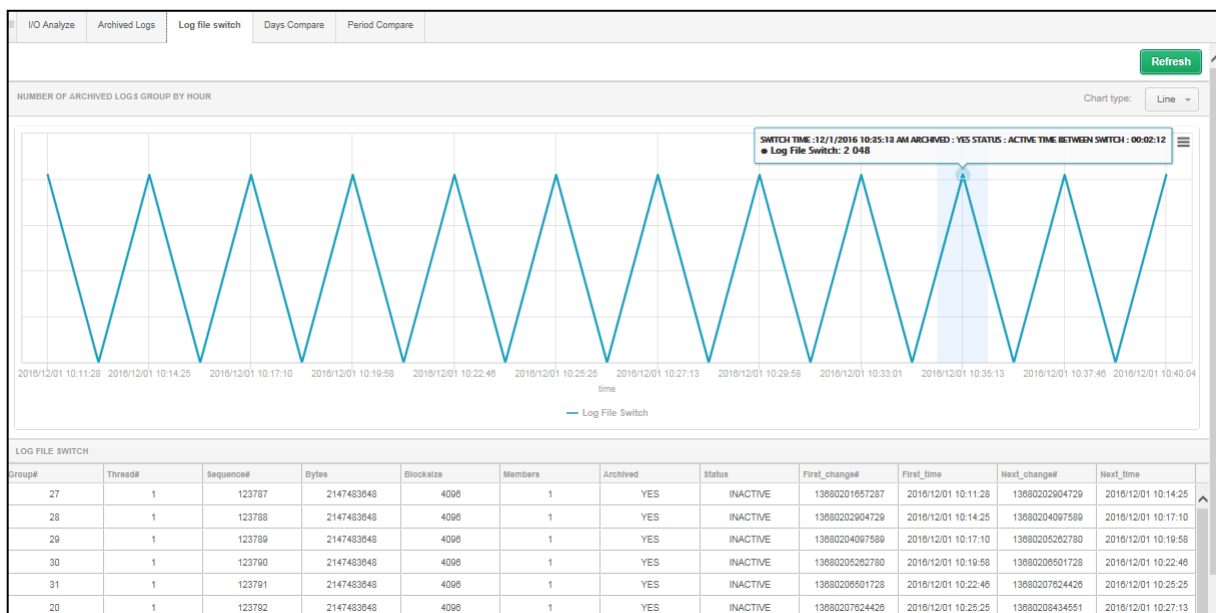 I/O Analyze Archived Logs Log file switch Days Compare Period Compare
Refresh
NUMBER OF ARCHIVED LOGS GROUP BY HOUR Chart type: Line
SWITCH TIME :12/1/2016 10:35:13 AM ARCHIVED : YES STATUS : ACTIVE TIME BETWEEN SWITCH : 00:02:12
● Log File Switch: 2 048
2016/12/01 10:11:28 2016/12/01 10:14:25 2016/12/01 10:17:10 2016/12/01 10:19:58 2016/12/01 10:22:46 2016/12/01 10:25:25 2016/12/01 10:27:13 2016/12/01 10:29:58 2016/12/01 10:33:01 2016/12/01 10:35:13 2016/12/01 10:37:46 2016/12/01 10:40:04
time
Log File Switch
LOG FILE SWITCH
Group# Thread# Sequence# Bytes Blocksize Members Archived Status First_change# First_time Next_change# Next_time
27 1 123787 2147483648 4096 1 YES INACTIVE 13680201657287 2016/12/01 10:11:28 13680202904729 2016/12/01 10:14:25
28 1 123788 2147483648 4096 1 YES INACTIVE 13680202904729 2016/12/01 10:14:25 13680204097589 2016/12/01 10:17:10
29 1 123789 2147483648 4096 1 YES INACTIVE 13680204097589 2016/12/01 10:17:10 13680205262780 2016/12/01 10:19:58
30 1 123790 2147483648 4096 1 YES INACTIVE 13680205262780 2016/12/01 10:19:58 13680206501728 2016/12/01 10:22:46
31 1 123791 2147483648 4096 1 YES INACTIVE 13680206501728 2016/12/01 10:22:46 13680207624426 2016/12/01 10:25:25
20 1 123792 2147483648 4096 1 YES INACTIVE 13680207624426 2016/12/01 10:25:25 13680208434551 2016/12/01 10:27:13